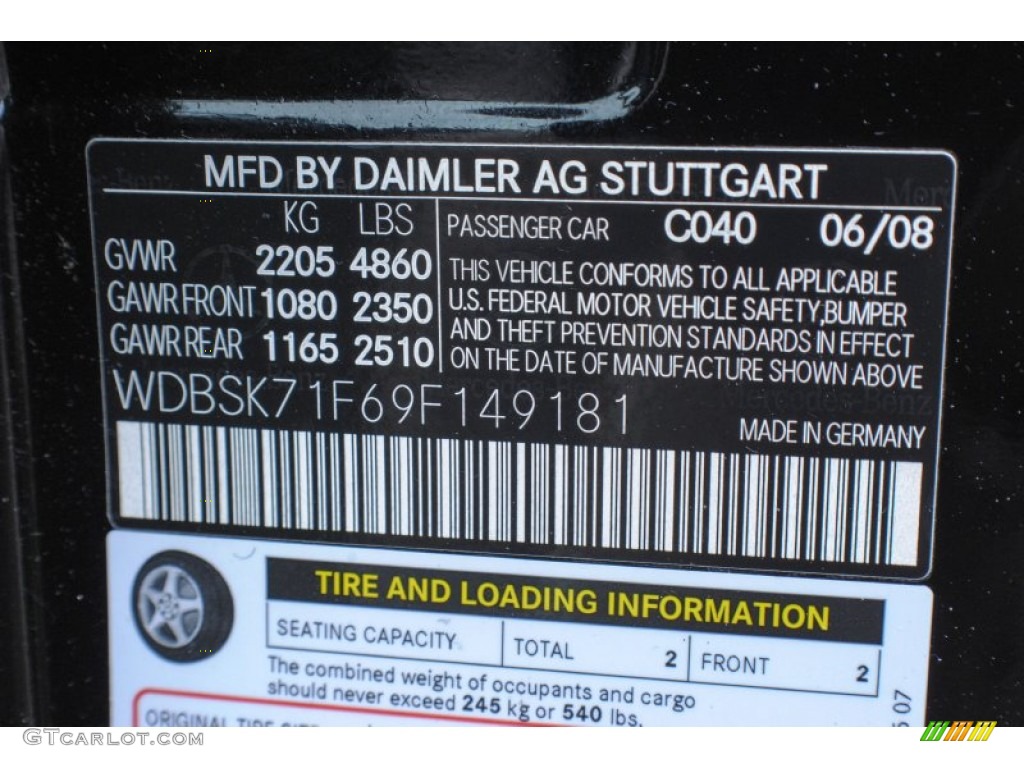 MFD BY DAIMLER AG STUTTGART
KG LBS
GVWR 2205 4860
GAWR FRONT 1080 2350
GAWR REAR 1165 2510
PASSENGER CAR C040 06/08
THIS VEHICLE CONFORMS TO ALL APPLICABLE
U.S. FEDERAL MOTOR VEHICLE SAFETY,BUMPER
AND THEFT PREVENTION STANDARDS IN EFFECT
ON THE DATE OF MANUFACTURE SHOWN ABOVE
WDBSK71F69F149181
MADE IN GERMANY
TIRE AND LOADING INFORMATION
SEATING CAPACITY TOTAL 2 FRONT 2
The combined weight of occupants and cargo
should never exceed 245 kg or 540 lbs.
ORIGINAL TIRE
07
GTCarLot.com